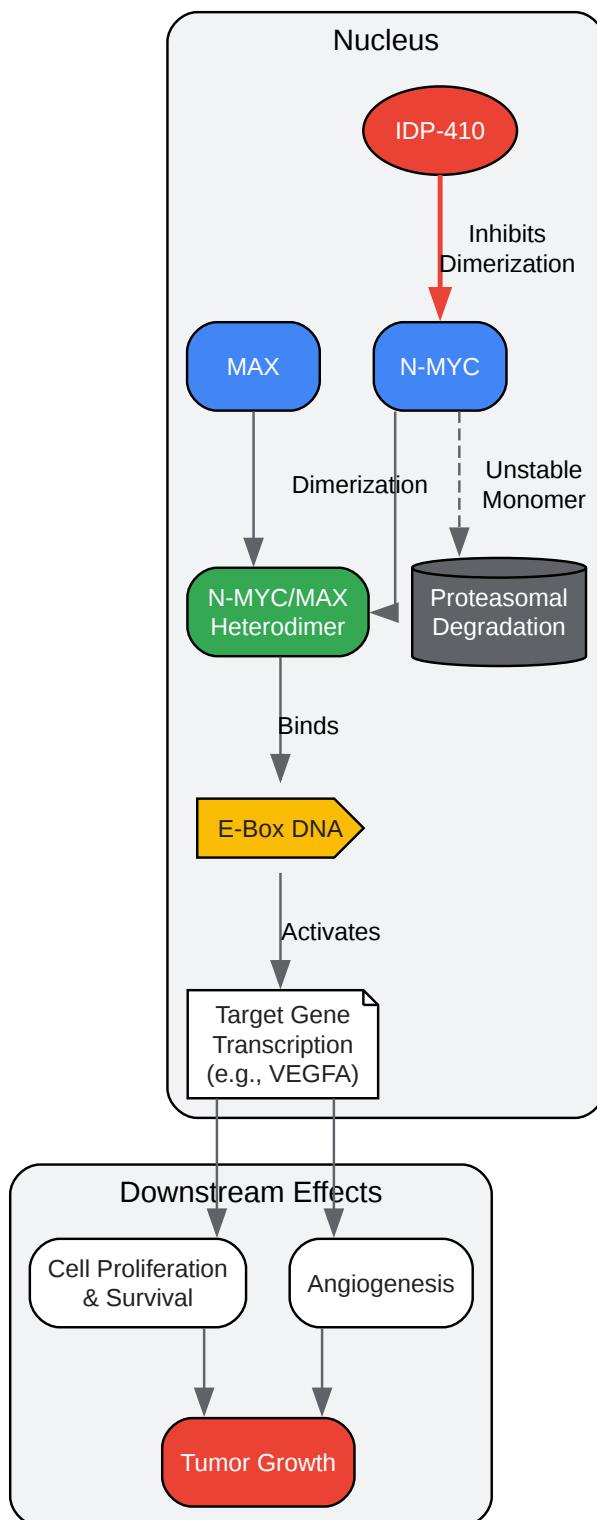 Nucleus
IDP-410
Inhibits
Dimerization
MAX
N-MYC
Dimerization
Unstable
Monomer
N-MYC/MAX
Heterodimer
Proteasomal
Degradation
Binds
E-Box DNA
Activates
Target Gene
Transcription
(e.g., VEGFA)
Downstream Effects
Cell Proliferation
& Survival
Angiogenesis
Tumor Growth